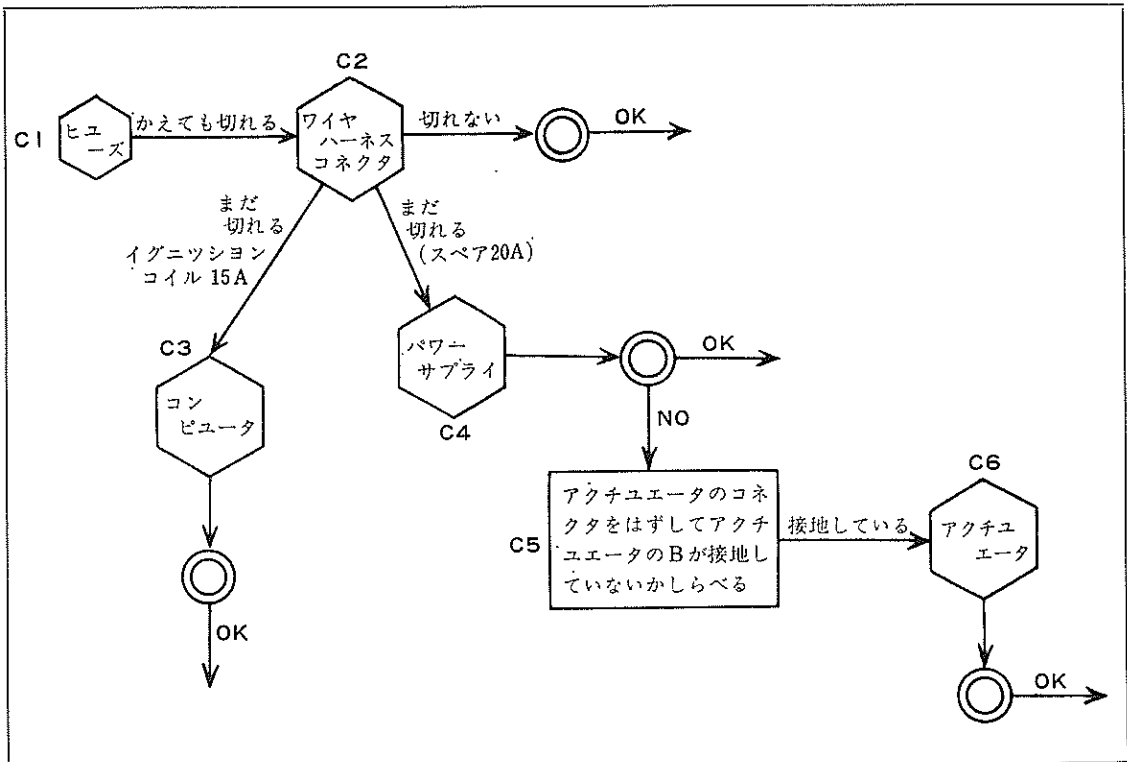 C2
C1
ヒユ
ーズ
かえても切れる
ワイヤ
ハーネス
コネクタ
切れない
OK
まだ
切れる
イグニツシヨン
コイル 15A
まだ
切れる
(スペア20A)
C3
コン
ピユータ
OK
パワー
サプライ
C4
OK
NO
C5
アクチユエータのコネ
クタをはずしてアクチ
ユエータのBが接地し
ていないかしらべる
接地している
C6
アクチユ
エータ
OK